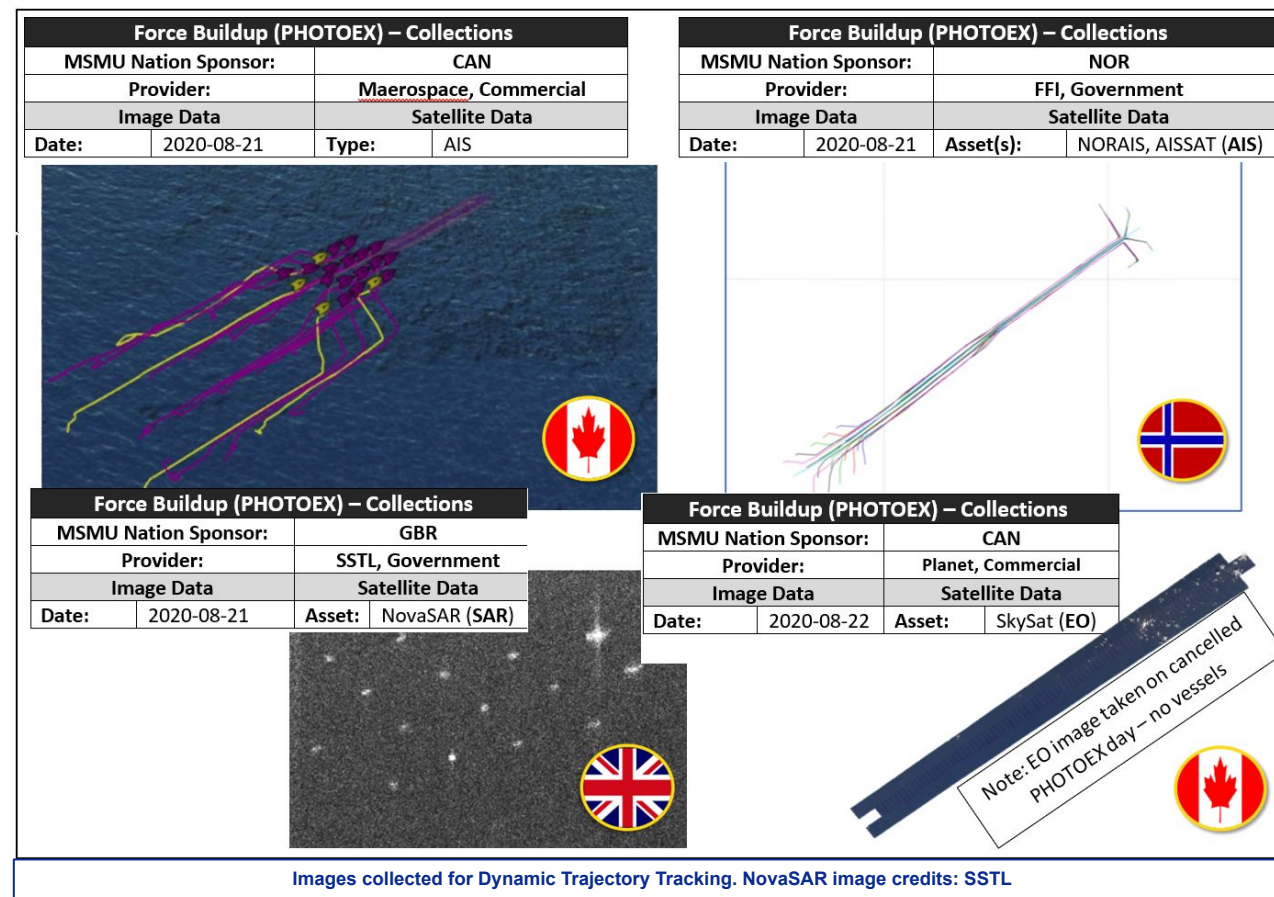 Force Buildup (PHOTOEX) – Collections
MSMU Nation Sponsor: CAN
Provider: Maerospace, Commercial
Image Data Satellite Data
Date: 2020-08-21 Type: AIS
Force Buildup (PHOTOEX) – Collections
MSMU Nation Sponsor: NOR
Provider: FFI, Government
Image Data Satellite Data
Date: 2020-08-21 Asset(s): NORAIS, AISSAT (AIS)
Force Buildup (PHOTOEX) – Collections
MSMU Nation Sponsor: GBR
Provider: SSTL, Government
Image Data Satellite Data
Date: 2020-08-21 Asset: NovaSAR (SAR)
Force Buildup (PHOTOEX) – Collections
MSMU Nation Sponsor: CAN
Provider: Planet, Commercial
Image Data Satellite Data
Date: 2020-08-22 Asset: SkySat (EO)
Note: EO image taken on cancelled
PHOTOEX day – no vessels
Images collected for Dynamic Trajectory Tracking. NovaSAR image credits: SSTL